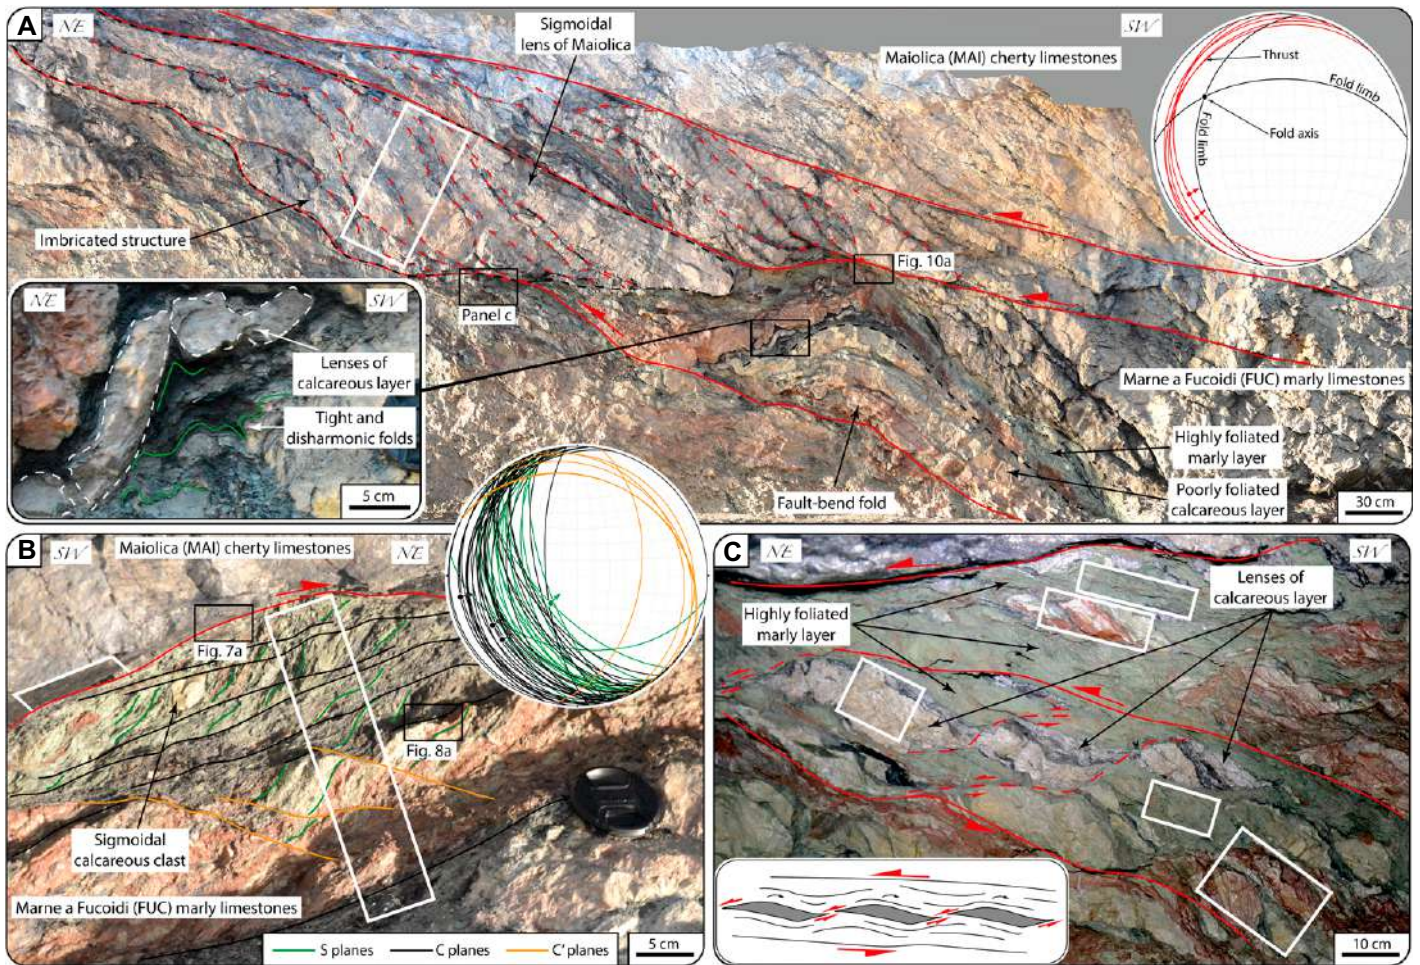 A
NE
Sigmoidal
lens of Maiolica
Maiolica (MAI) cherty limestones
SW
Thrust
Fold limb
Fold limb
Fold axis
Imbricated structure
Fig. 10a
Panel c
NE
SW
Lenses of
calcareous layer
Tight and
disharmonic folds
5 cm
Marne a Fucoidi (FUC) marly limestones
Highly foliated
marly layer
Fault-bend fold
Poorly foliated
calcareous layer
30 cm
B
SW
Maiolica (MAI) cherty limestones
NE
Fig. 7a
Fig. 8a
Sigmoidal
calcareous clast
Marne a Fucoidi (FUC) marly limestones
S planes
C planes
C' planes
5 cm
C
NE
SW
Highly foliated
marly layer
Lenses of
calcareous layer
10 cm